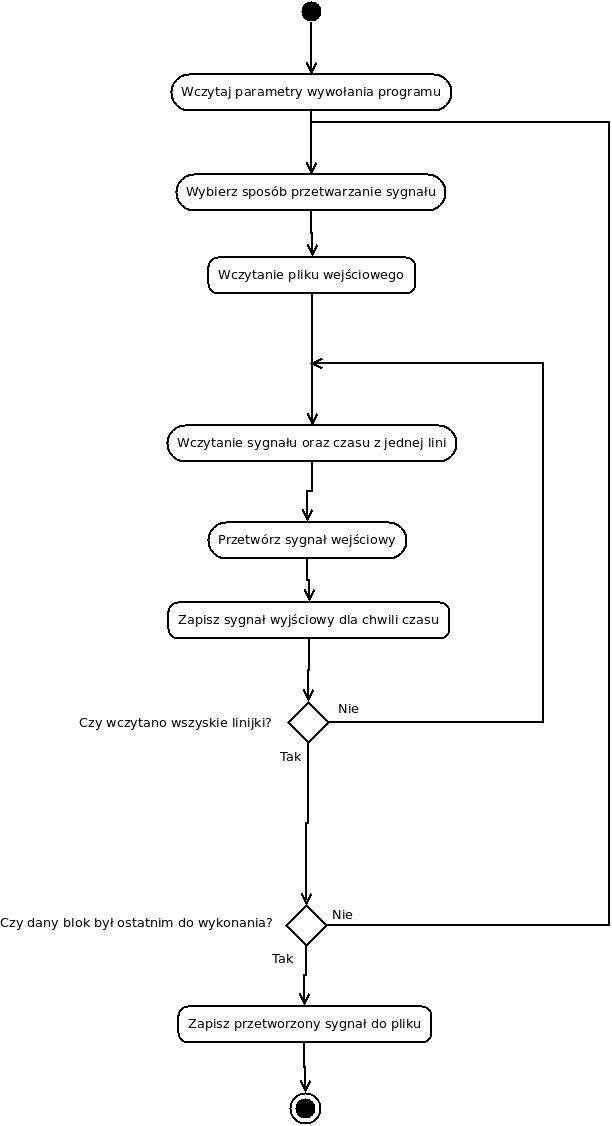 Wczytaj parametry wywołania programu
Wybierz sposób przetwarzanie sygnału
Wczytanie pliku wejściowego
Wczytanie sygnału oraz czasu z jednej lini
Przetwórz sygnał wejściowy
Zapisz sygnał wyjściowy dla chwili czasu
Nie
Czy wczytano wszyskie linijki?
Tak
Nie
Czy dany blok był ostatnim do wykonania?
Tak
Zapisz przetworzony sygnał do pliku